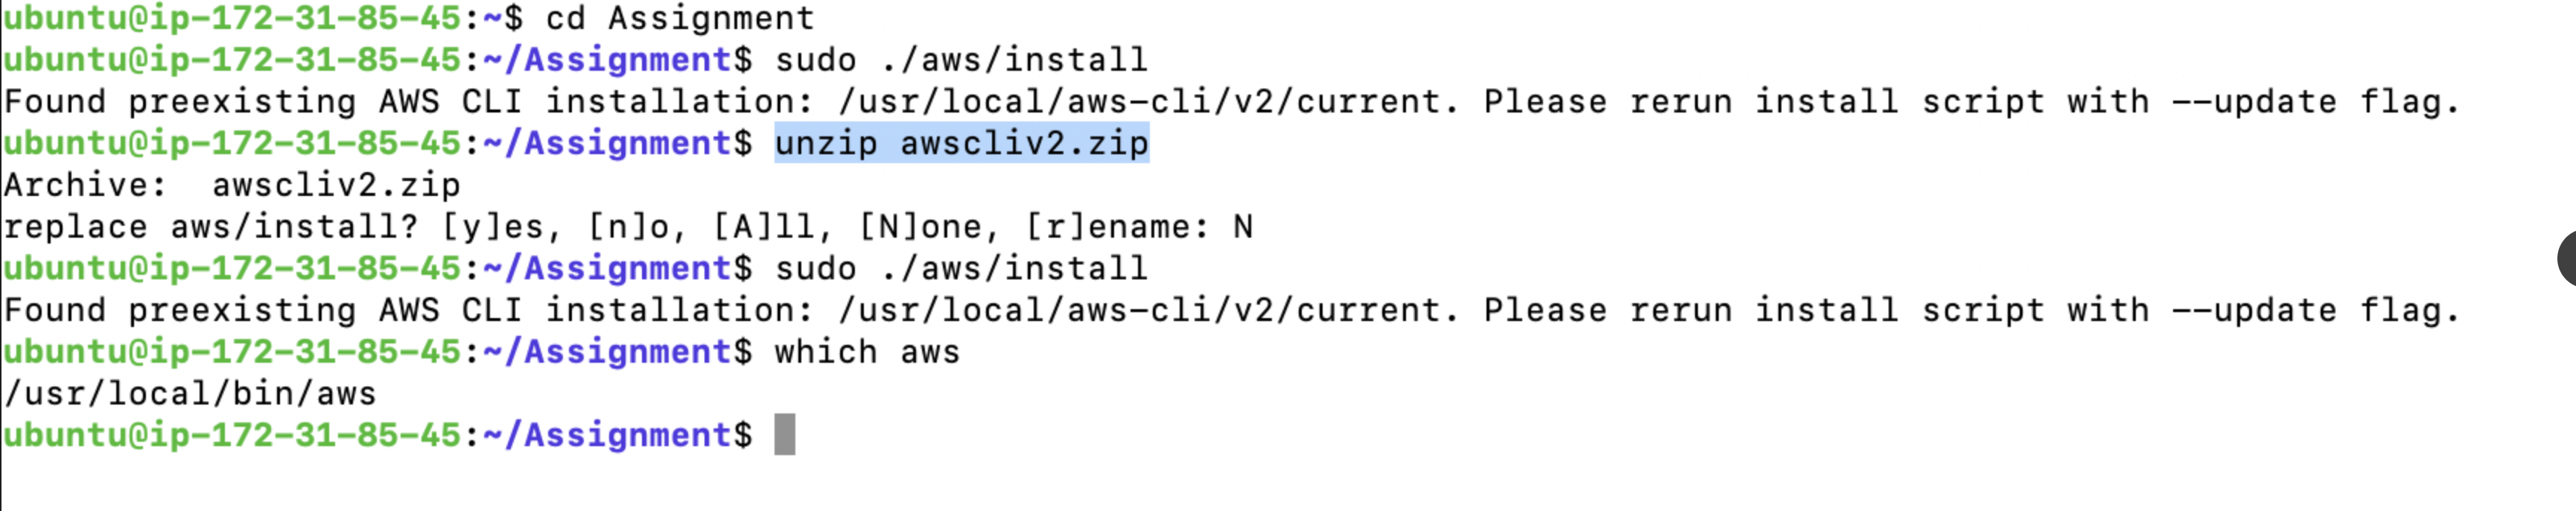 ubuntu@ip-172-31-85-45:~$ cd Assignment
ubuntu@ip-172-31-85-45:~/Assignment$ sudo ./aws/install
Found preexisting AWS CLI installation: /usr/local/aws-cli/v2/current. Please rerun install script with --update flag.
ubuntu@ip-172-31-85-45:~/Assignment$ unzip awscliv2.zip
Archive:  awscliv2.zip
replace aws/install? [y]es, [n]o, [A]ll, [N]one, [r]ename: N
ubuntu@ip-172-31-85-45:~/Assignment$ sudo ./aws/install
Found preexisting AWS CLI installation: /usr/local/aws-cli/v2/current. Please rerun install script with --update flag.
ubuntu@ip-172-31-85-45:~/Assignment$ which aws
/usr/local/bin/aws
ubuntu@ip-172-31-85-45:~/Assignment$